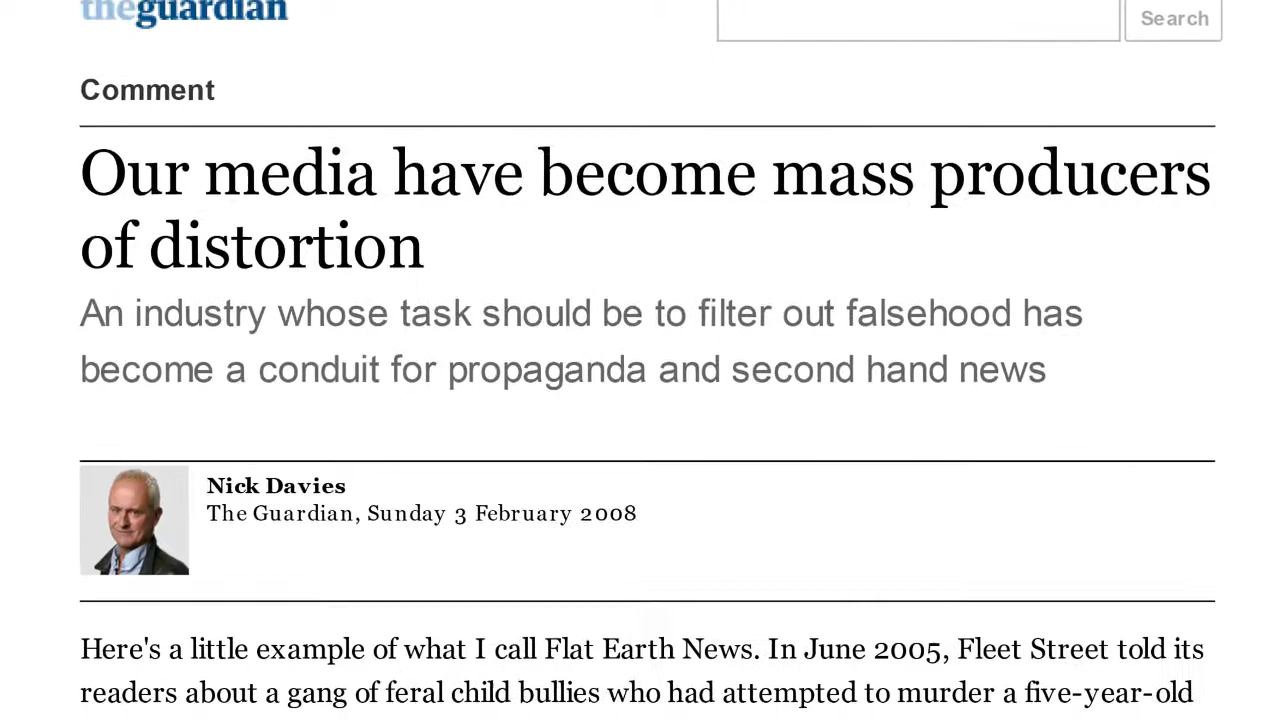 theguardian
Search
Comment
Our media have become mass producers
of distortion
An industry whose task should be to filter out falsehood has
become a conduit for propaganda and second hand news
Nick Davies
The Guardian, Sunday 3 February 2008
Here's a little example of what I call Flat Earth News. In June 2005, Fleet Street told its
readers about a gang of feral child bullies who had attempted to murder a five-year-old